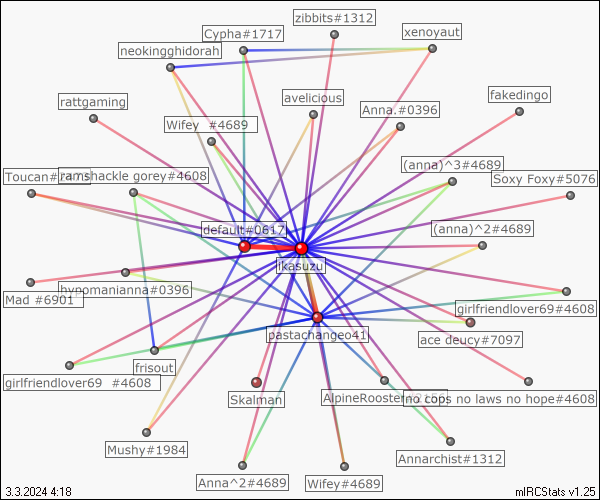 zibbits#1312
Cypha#1717
xenoyaut
neokingghidorah
avelicious
fakedingo
rattgaming
Anna.#0396
Wifey  #4689
(anna)^3#4689
ramshackle gorey#4608
Soxy Foxy#5076
default#0617
(anna)^2#4689
ikasuzu
hypomanianna#0396
Mad #6901
girlfriendlover69#4608
pastachangeo41
ace deucy#7097
frisout
girlfriendlover69  #4608
Skalman
no cops no laws no hope#4608
Mushy#1984
Annarchist#1312
Anna^2#4689
Wifey#4689
3.3.2024 4:18
mIRCStats v1.25